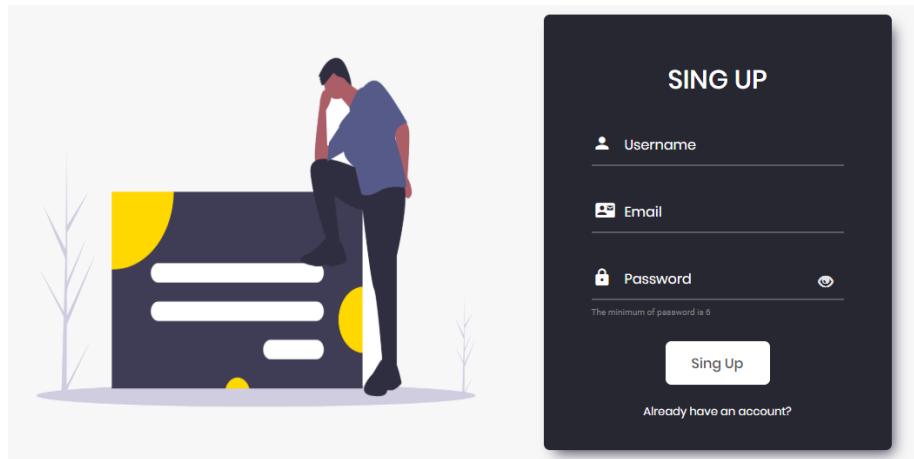 SING UP
Username
Email
Password
The minimum of password is 6
Sing Up
Already have an account?